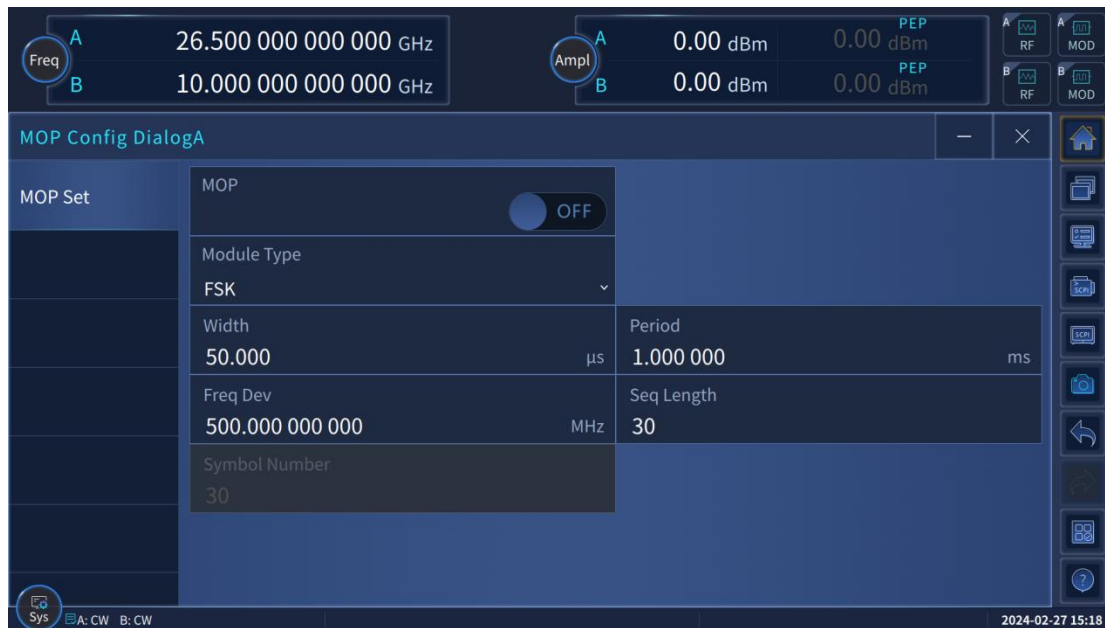 Freq
A 26.500 000 000 000 GHz
B 10.000 000 000 000 GHz
Ampl
A 0.00 dBm PEP 0.00 dBm
B 0.00 dBm PEP 0.00 dBm
A RF
A MOD
B RF
B MOD
MOP Config DialogA
MOP Set
MOP
OFF
Module Type
FSK
Width
50.000 µs
Period
1.000 000 ms
Freq Dev
500.000 000 000 MHz
Seq Length
30
Symbol Number
30
SCPI
SCPI
?
Sys
A: CW B: CW
2024-02-27 15:18